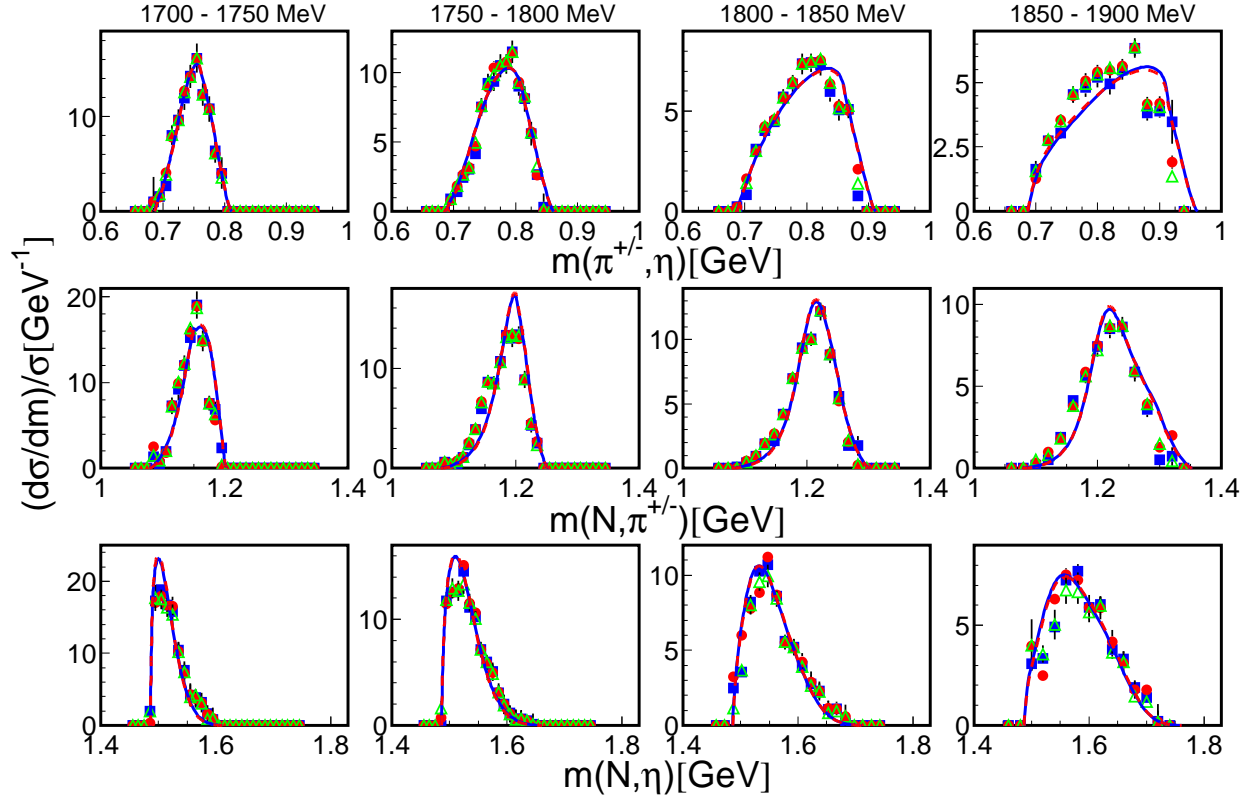 1700 - 1750 MeV 1750 - 1800 MeV 1800 - 1850 MeV 1850 - 1900 MeV
10 0 10 5 0 5 0 5 2.5 0
0.6 0.7 0.8 0.9 1 0.6 0.7 0.8 0.9 1 0.6 0.7 0.8 0.9 1 0.6 0.7 0.8 0.9 1
m(π+/-,η)[GeV]
(dσ/dm)/σ[GeV-1]
20 15 10 5 0 10 0 10 5 0 10 5 0
1 1.2 1.4 1 1.2 1.4 1 1.2 1.4 1 1.2 1.4
m(N,π+/-)[GeV]
20 10 0 10 0 10 5 0 5 0
1.4 1.6 1.8 1.4 1.6 1.8 1.4 1.6 1.8 1.4 1.6 1.8
m(N,η)[GeV]